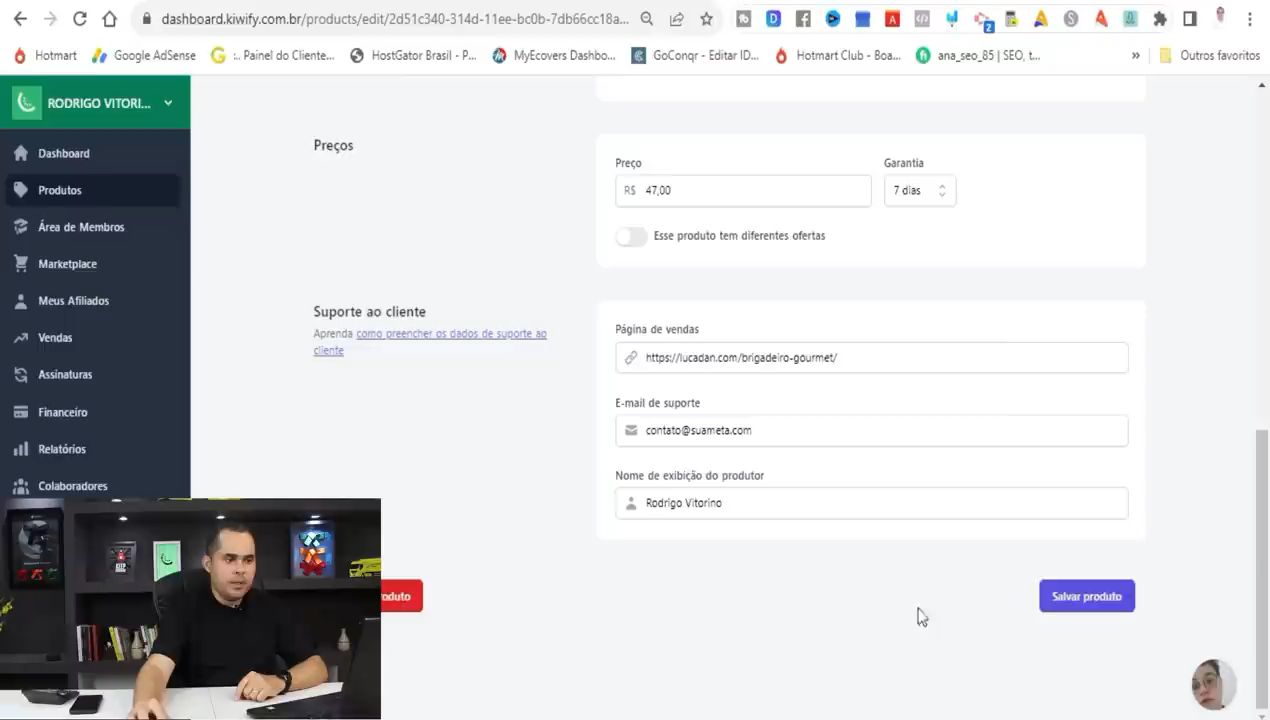 dashboard.kiwify.com.br/products/edit/2d51c340-314d-11ee-bc0b-7db66cc18a...
2
Hotmart
Google AdSense
:. Painel do Cliente...
HostGator Brasil - P...
MyEcovers Dashbo...
GoConqr - Editar ID...
Hotmart Club - Boa...
ana_seo_85 | SEO, t...
»
Outros favoritos
RODRIGO VITORI...
Dashboard
Produtos
Área de Membros
Marketplace
Meus Afiliados
Vendas
Assinaturas
Financeiro
Relatórios
Colaboradores
Preços
Preço
Garantia
R$ 47,00
7 dias
Esse produto tem diferentes ofertas
Suporte ao cliente
Aprenda como preencher os dados de suporte ao
cliente
Página de vendas
https://lucadan.com/brigadeiro-gourmet/
E-mail de suporte
contato@suameta.com
Nome de exibição do produtor
Rodrigo Vitorino
oduto
Salvar produto